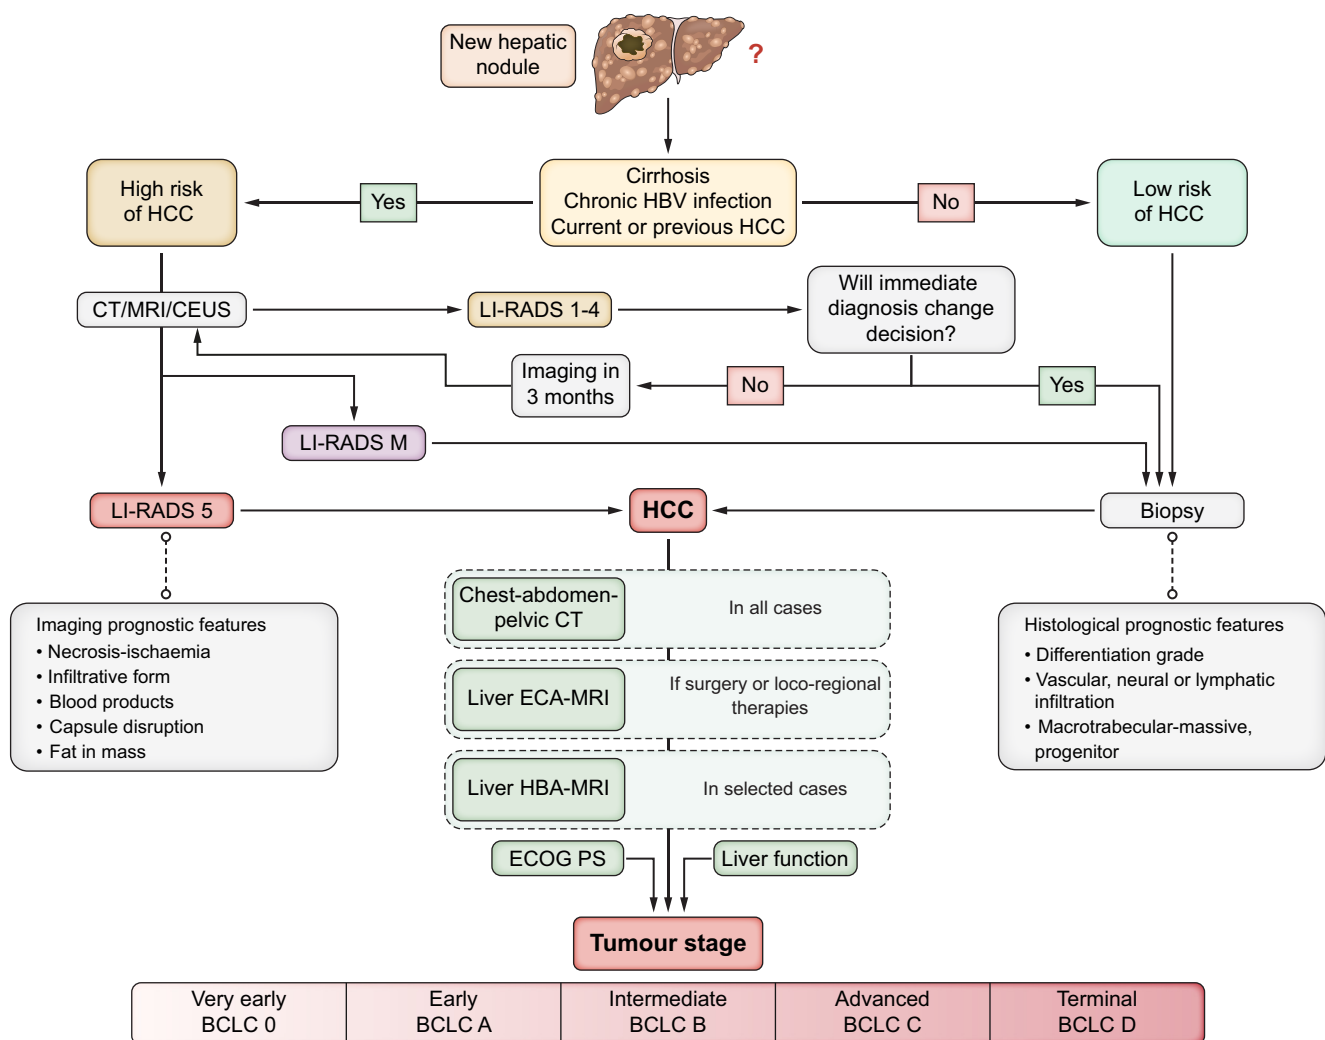 New hepatic
nodule
?
High risk
of HCC
Yes
Cirrhosis
Chronic HBV infection
Current or previous HCC
No
Low risk
of HCC
CT/MRI/CEUS
LI-RADS 1-4
Will immediate
diagnosis change
decision?
Imaging in
3 months
No
Yes
LI-RADS M
LI-RADS 5
HCC
Biopsy
Imaging prognostic features
• Necrosis-ischaemia
• Infiltrative form
• Blood products
• Capsule disruption
• Fat in mass
Chest-abdomen-
pelvic CT
In all cases
Liver ECA-MRI
If surgery or loco-regional
therapies
Liver HBA-MRI
In selected cases
Histological prognostic features
• Differentiation grade
• Vascular, neural or lymphatic
infiltration
• Macrotrabecular-massive,
progenitor
ECOG PS
Liver function
Tumour stage
Very early
BCLC 0
Early
BCLC A
Intermediate
BCLC B
Advanced
BCLC C
Terminal
BCLC D